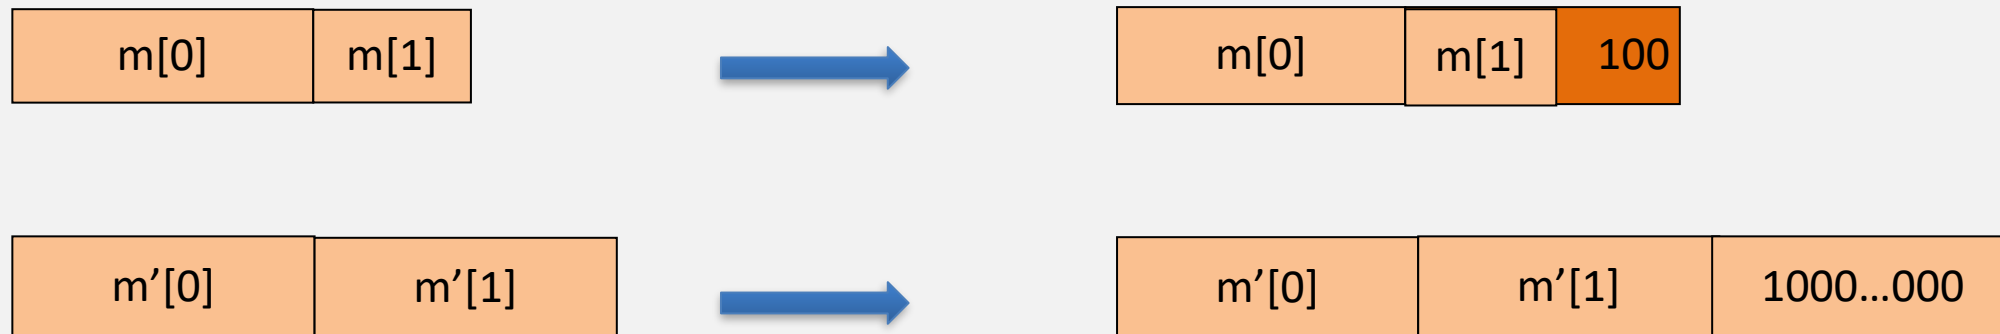 m[0] m[1] m[0] m[1] 100
m’[0] m’[1] m’[0] m’[1] 1000...000